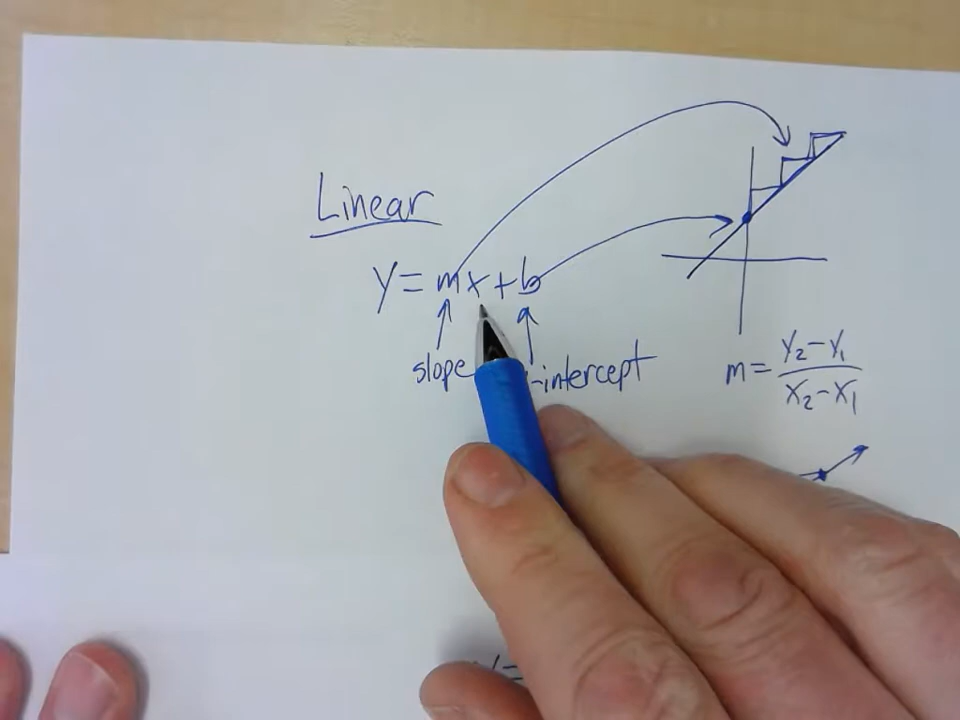 Linear
y = mx + b
slope
-intercept
m = y₂ - y₁ / x₂ - x₁